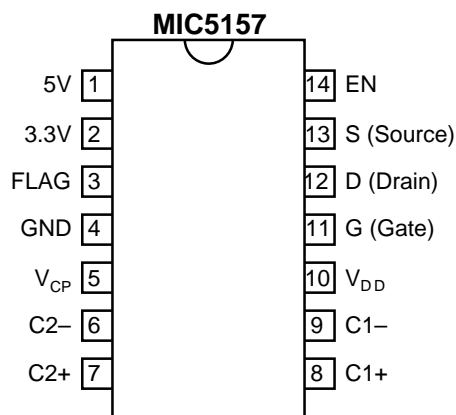 MIC5157
5V 1 14 EN
3.3V 2 13 S (Source)
FLAG 3 12 D (Drain)
GND 4 11 G (Gate)
VCP 5 10 VDD
C2– 6 9 C1–
C2+ 7 8 C1+